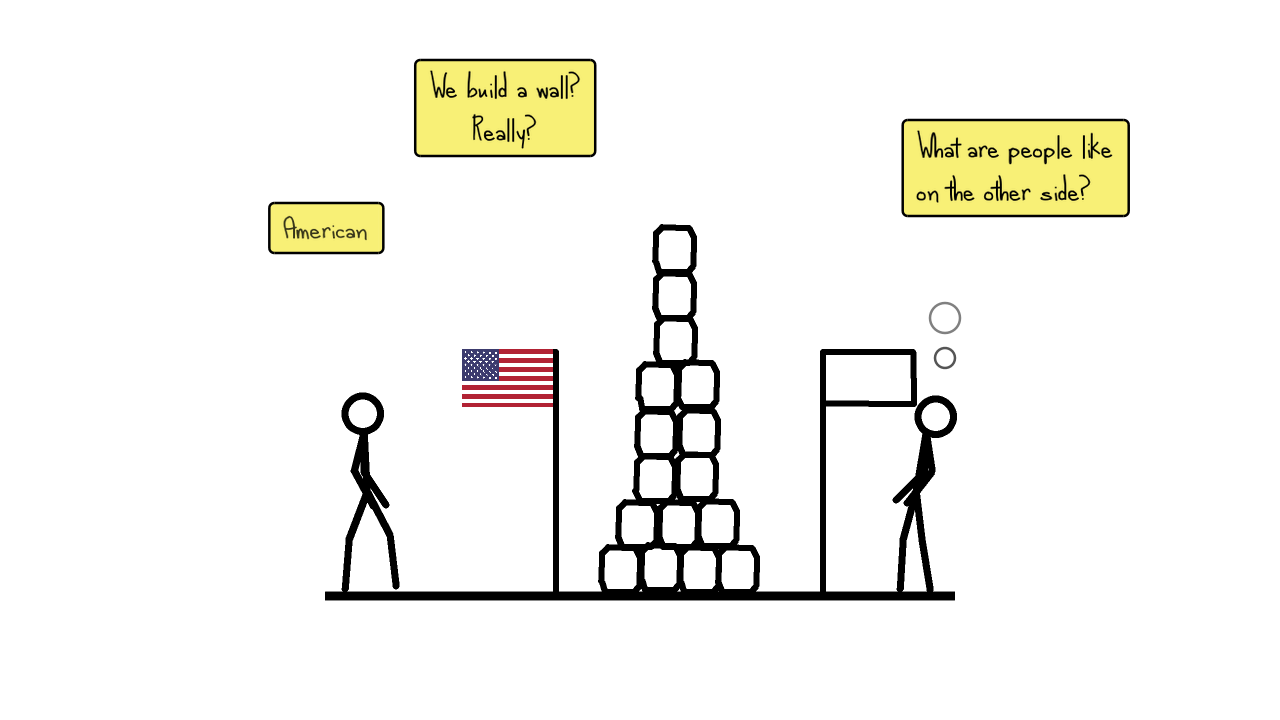 We build a wall?
Really?
What are people like
on the other side?
American